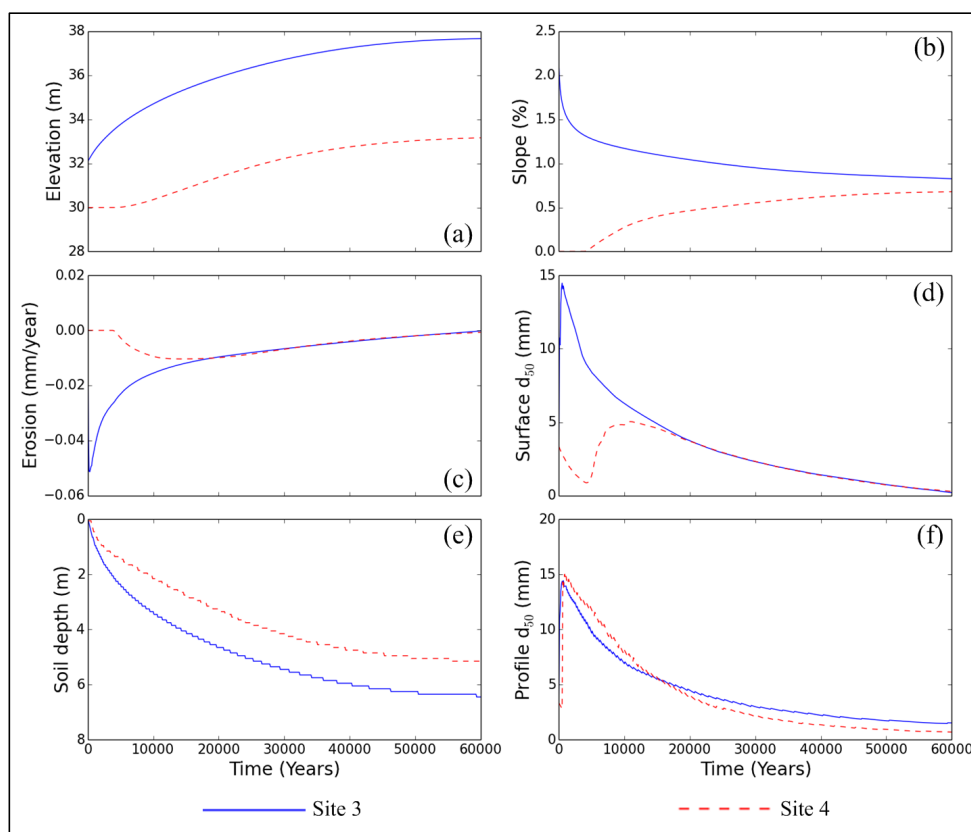 38
36
34
32
30
28
Elevation (m)
(a)
2.5
2.0
1.5
1.0
0.5
0.0
Slope (%)
(b)
0.02
0.00
−0.02
−0.04
−0.06
Erosion (mm/year)
(c)
15
10
5
0
Surface d50 (mm)
(d)
0
2
4
6
8
Soil depth (m)
(e)
0 10000 20000 30000 40000 50000 60000
Time (Years)
20
15
10
5
0
Profile d50 (mm)
(f)
0 10000 20000 30000 40000 50000 60000
Time (Years)
Site 3
Site 4